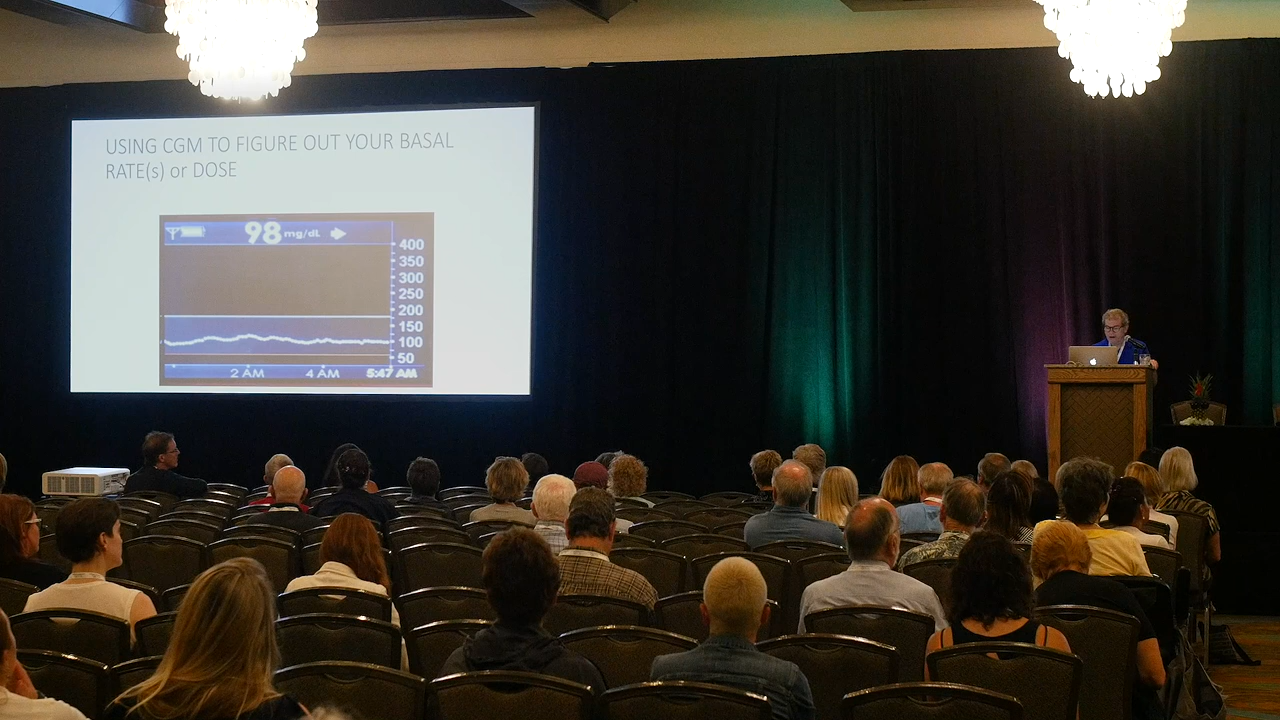 USING CGM TO FIGURE OUT YOUR BASAL
RATE(s) or DOSE
98 mg/dL
400
350
300
250
200
150
100
50
2 AM 4 AM 5:47 AM